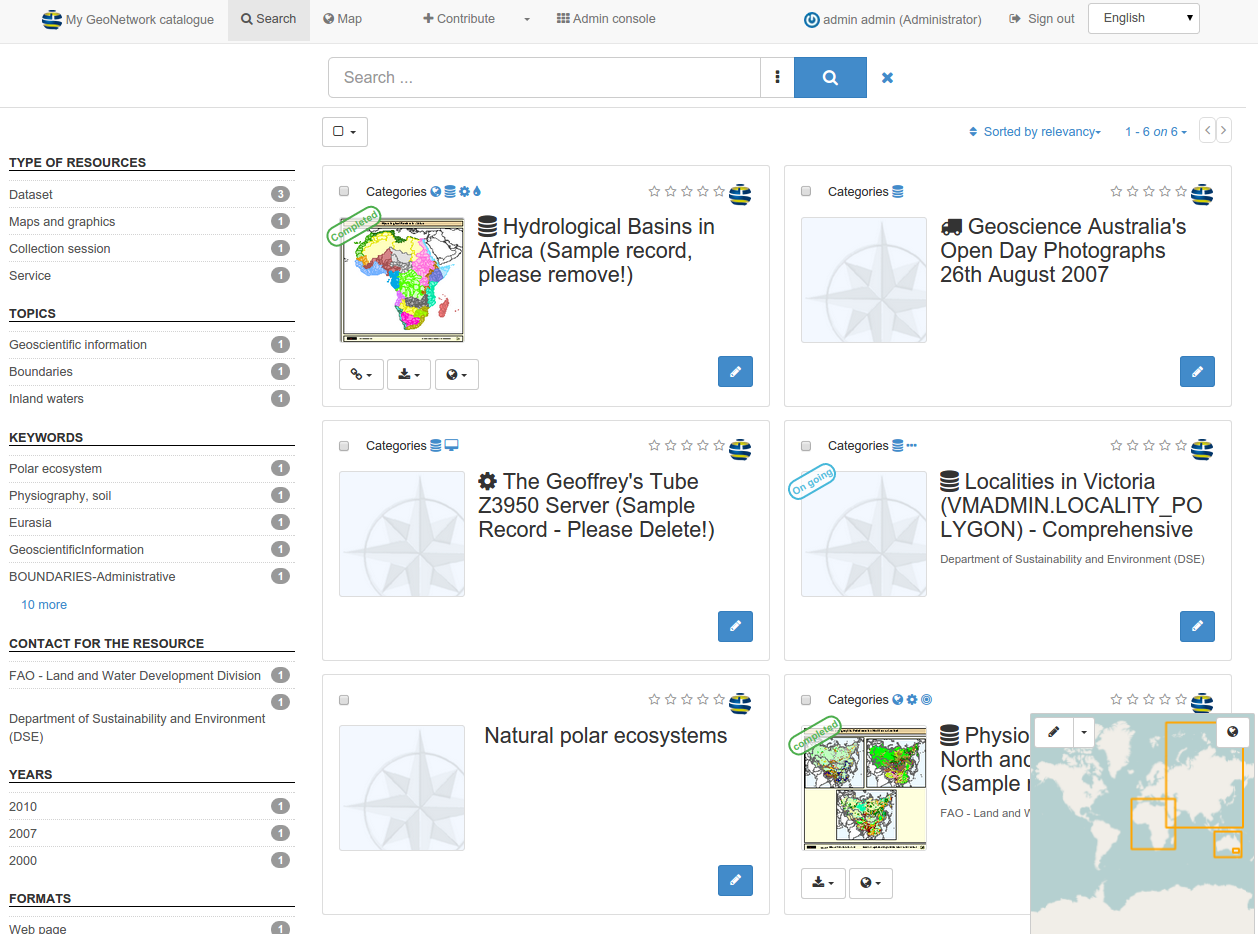 My GeoNetwork catalogue Search Map Contribute Admin console admin admin (Administrator) Sign out English
Search ...
Sorted by relevancy 1 - 6 on 6
TYPE OF RESOURCES
Dataset 3
Maps and graphics 1
Collection session 1
Service 1
TOPICS
Geoscientific information 1
Boundaries 1
Inland waters 1
KEYWORDS
Polar ecosystem 1
Physiography, soil 1
Eurasia 1
GeoscientificInformation 1
BOUNDARIES-Administrative 1
10 more
CONTACT FOR THE RESOURCE
FAO - Land and Water Development Division 1
1
Department of Sustainability and Environment
(DSE)
YEARS
2010 1
2007 1
2000 1
FORMATS
Web page 1
Categories
Completed
Hydrological Basins in
Africa (Sample record,
please remove!)
Categories
Geoscience Australia's
Open Day Photographs
26th August 2007
Categories
The Geoffrey's Tube
Z3950 Server (Sample
Record - Please Delete!)
Categories
On going
Localities in Victoria
(VMADMIN.LOCALITY_PO
LYGON) - Comprehensive
Department of Sustainability and Environment (DSE)
Natural polar ecosystems
Categories
completed
Physio
North and
(Sample
FAO - Land and W